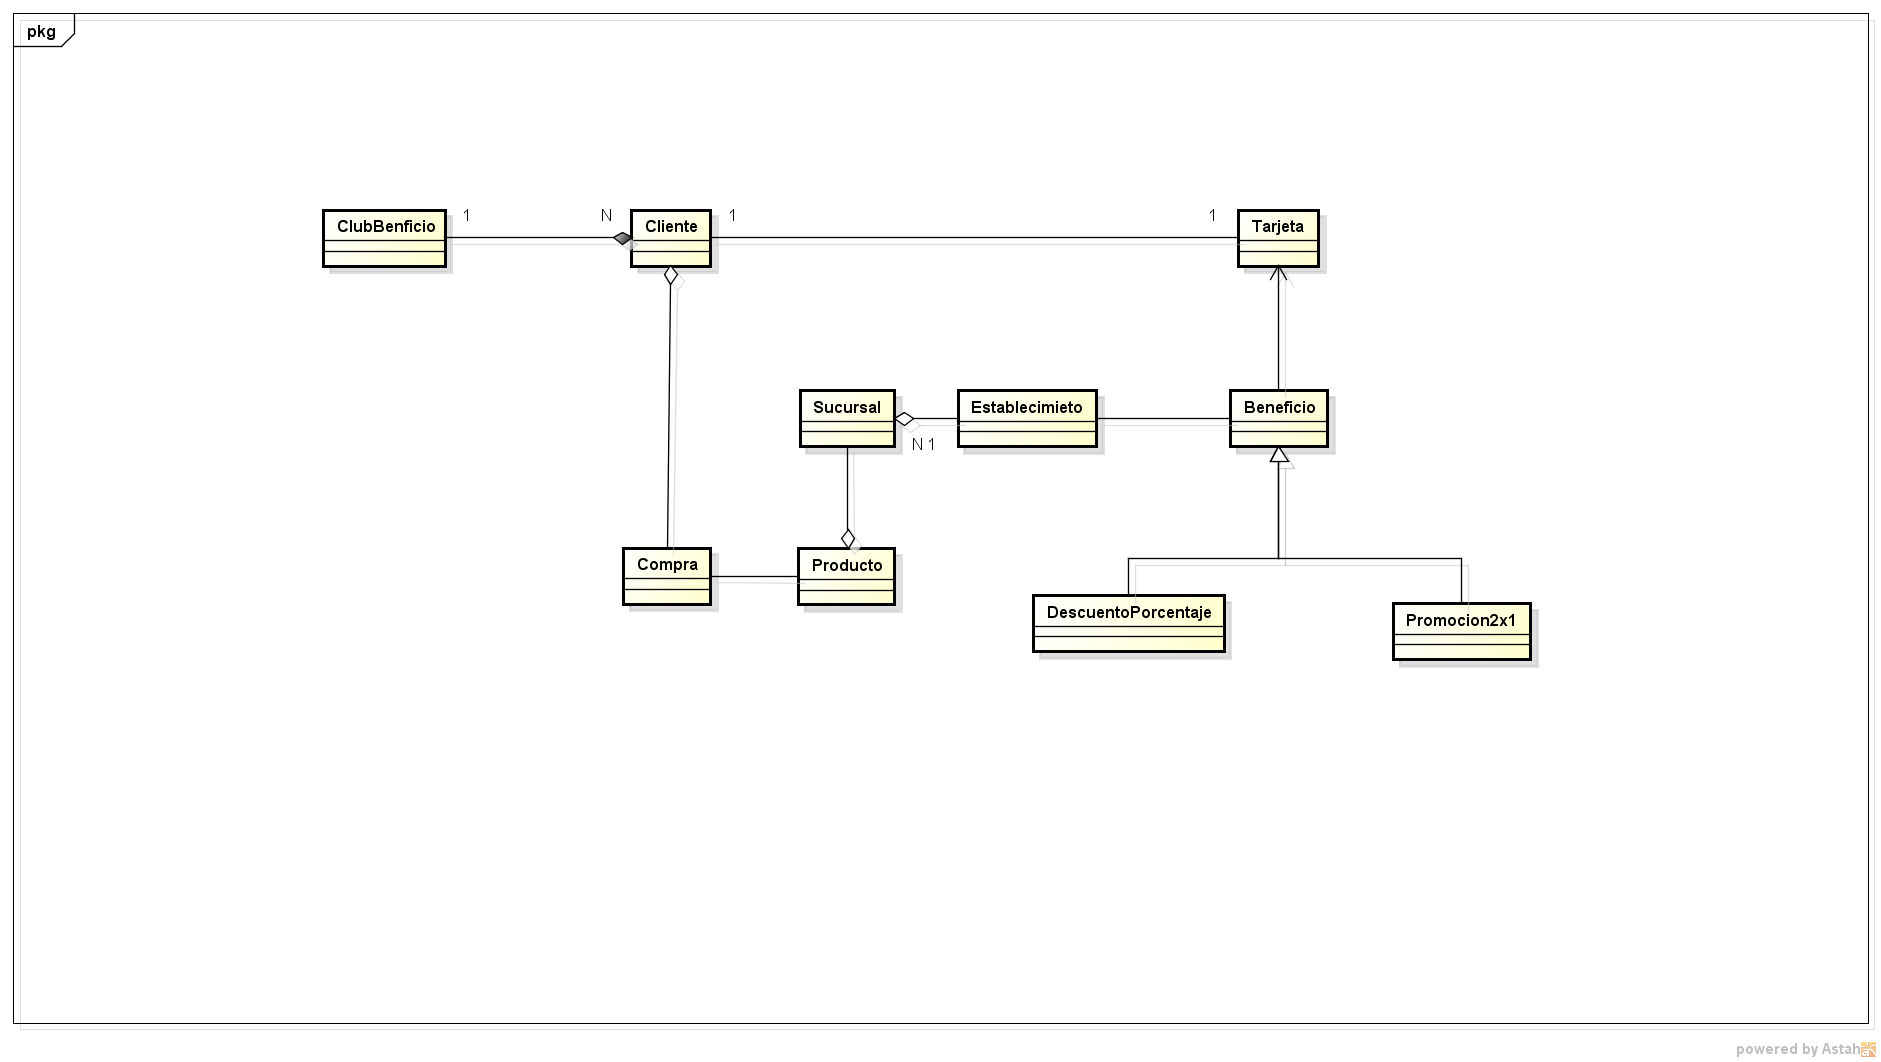 pkg
ClubBenficio
1
N
Cliente
1
1
Tarjeta
Sucursal
N 1
Establecimieto
Beneficio
Compra
Producto
DescuentoPorcentaje
Promocion2x1
powered by Astah